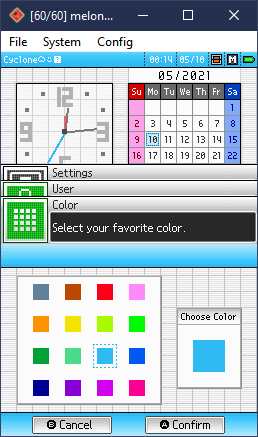 [60/60] melon...
File System Config
Cyclone 00:14 05/10 M
05/2021
12
3
9
Su Mo Tu We Th Fr Sa
1
2 3 4 5 6 7 8
9 10 11 12 13 14 15
16 17 18 19 20 21 22
Settings
User
Color
Select your favorite color.
Choose Color
B Cancel
A Confirm